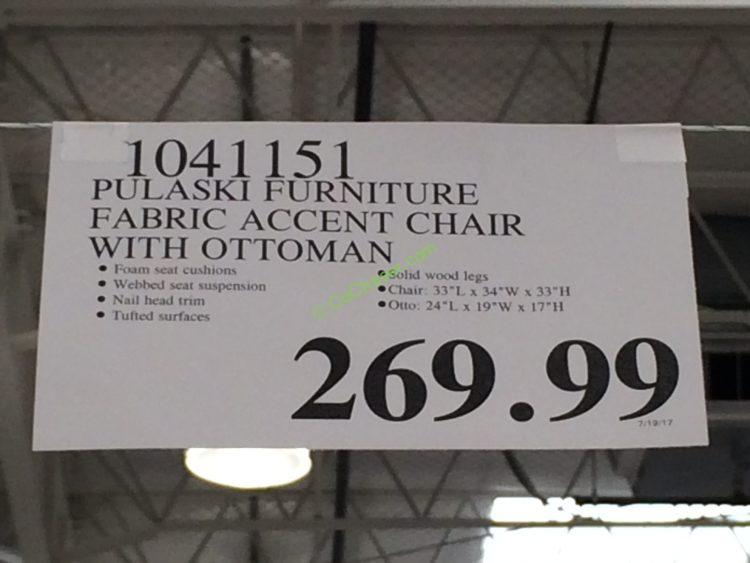 1041151
PULASKI FURNITURE
FABRIC ACCENT CHAIR
WITH OTTOMAN
• Foam seat cushions
• Webbed seat suspension
• Nail head trim
• Tufted surfaces
• Solid wood legs
• Chair: 33"L x 34"W x 33"H
• Otto: 24"L x 19"W x 17"H
269.99
7/19/17